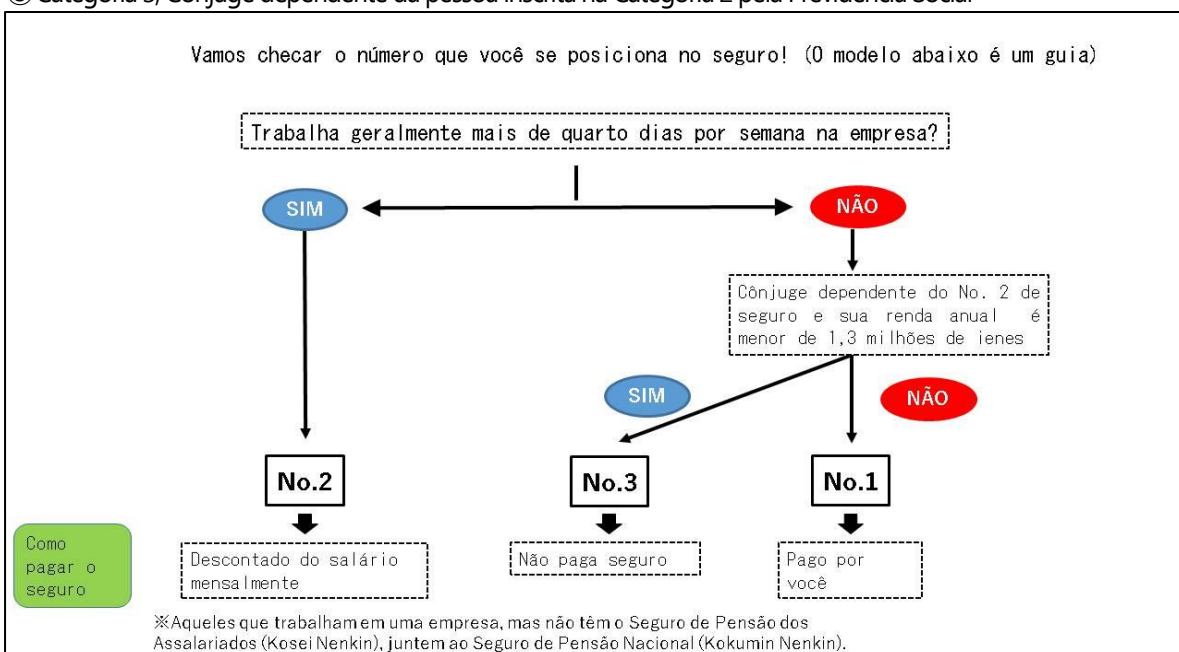 ③ Categoria 3, Cônjuge dependente da pessoa inscrita na Categoria 2 pela Previdência Social
Vamos checar o número que você se posiciona no seguro! (O modelo abaixo é um guia)
Trabalha geralmente mais de quarto dias por semana na empresa?
SIM
NÃO
Cônjuge dependente do No. 2 de
seguro e sua renda anual é
menor de 1,3 milhões de ienes
SIM
NÃO
No.2
No.3
No.1
Como
pagar o
seguro
Descontado do salário
mensalmente
Não paga seguro
Pago por
você
※Aqueles que trabalham em uma empresa, mas não têm o Seguro de Pensão dos
Assalariados (Kosei Nenkin), juntem ao Seguro de Pensão Nacional (Kokumin Nenkin).